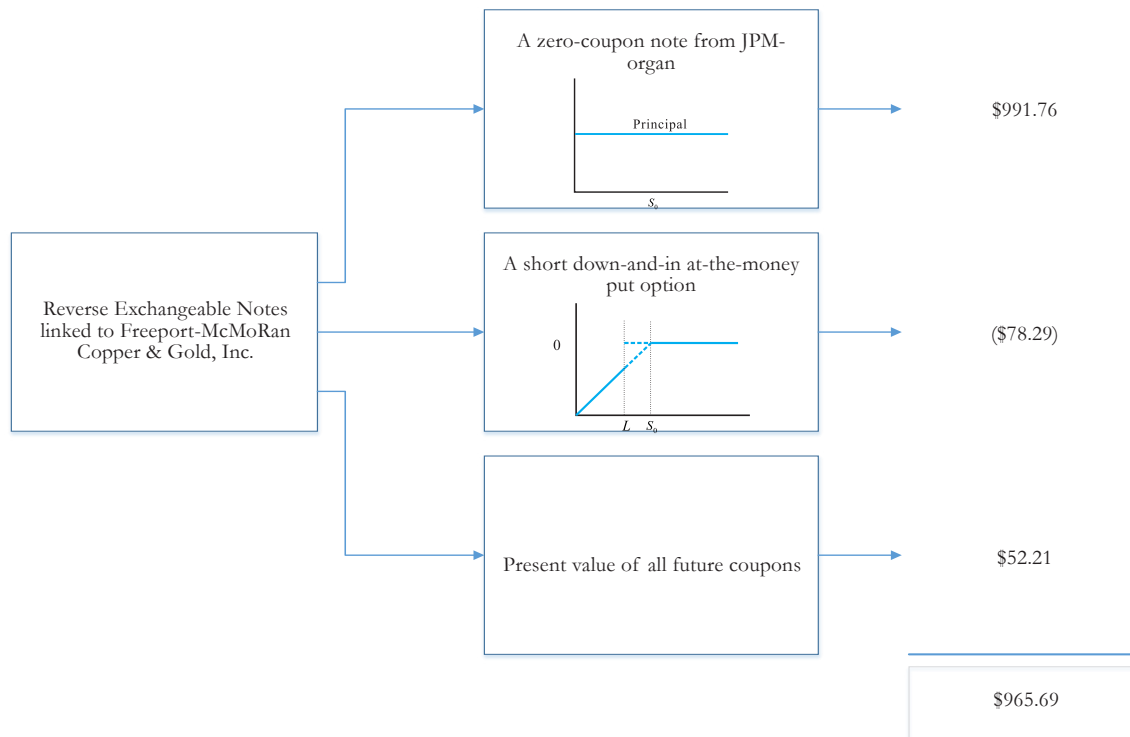 A zero-coupon note from JPM-
organ
Principal
S₀
$991.76
Reverse Exchangeable Notes
linked to Freeport-McMoRan
Copper & Gold, Inc.
A short down-and-in at-the-money
put option
0
L S₀
($78.29)
Present value of all future coupons
$52.21
$965.69